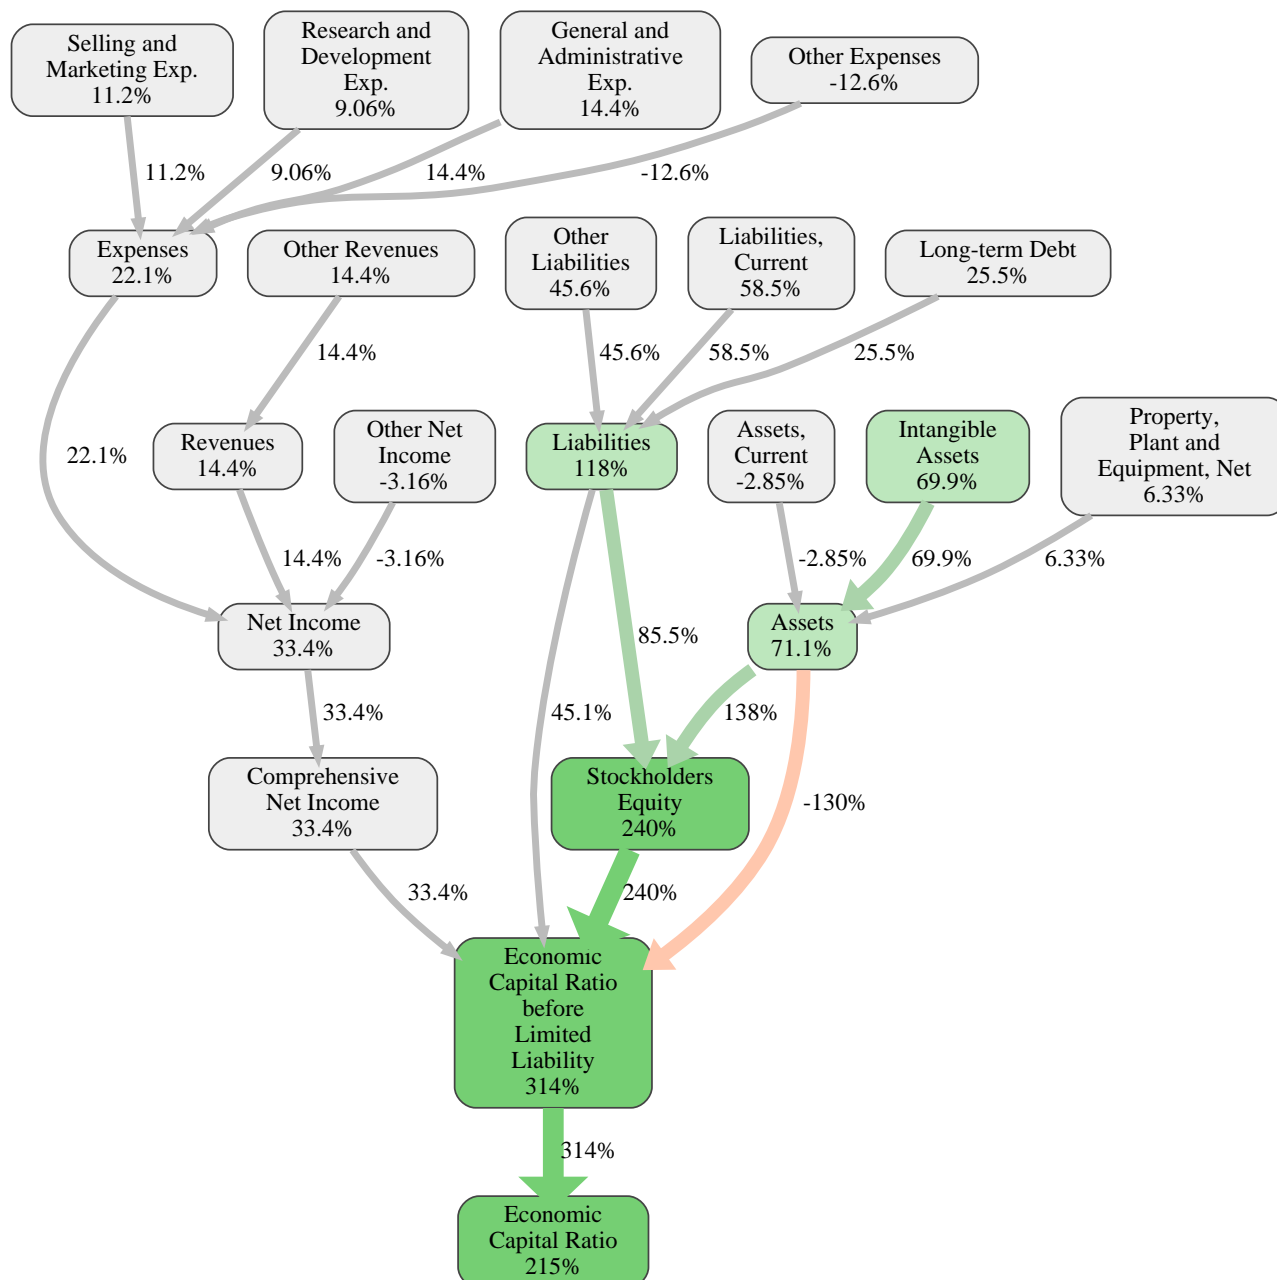 Selling and
Marketing Exp.
11.2%
Research and
Development
Exp.
9.06%
General and
Administrative
Exp.
14.4%
Other Expenses
-12.6%
11.2%
9.06%
14.4%
-12.6%
Expenses
22.1%
Other Revenues
14.4%
Other
Liabilities
45.6%
Liabilities,
Current
58.5%
Long-term Debt
25.5%
14.4%
45.6%
58.5%
25.5%
22.1%
Revenues
14.4%
Other Net
Income
-3.16%
Liabilities
118%
Assets,
Current
-2.85%
Intangible
Assets
69.9%
Property,
Plant and
Equipment, Net
6.33%
14.4%
-3.16%
-2.85%
69.9%
6.33%
Net Income
33.4%
85.5%
Assets
71.1%
33.4%
45.1%
138%
Comprehensive
Net Income
33.4%
Stockholders
Equity
240%
-130%
33.4%
240%
Economic
Capital Ratio
before
Limited
Liability
314%
314%
Economic
Capital Ratio
215%